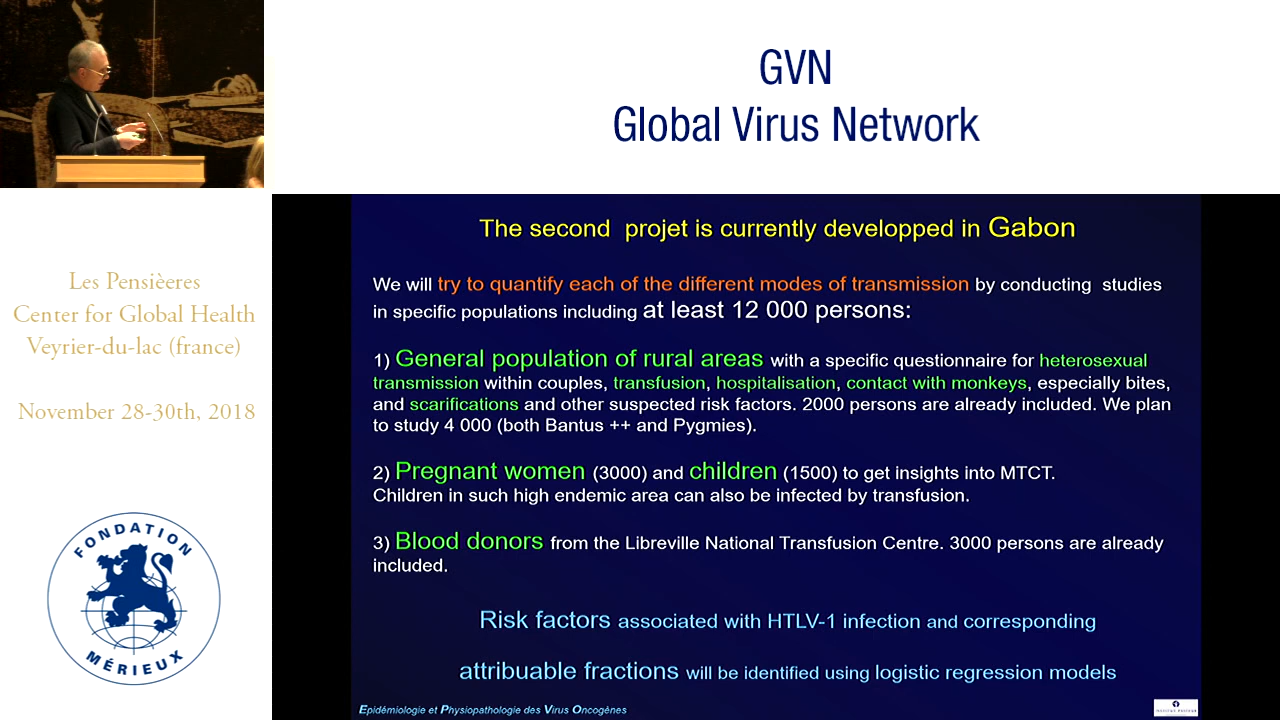 GVN
Global Virus Network
Les Pensièeres
Center for Global Health
Veyrier-du-lac (france)
November 28-30th, 2018
FONDATION
MÉRIEUX
The second projet is currently developped in Gabon
We will try to quantify each of the different modes of transmission by conducting studies
in specific populations including at least 12 000 persons:
1) General population of rural areas with a specific questionnaire for heterosexual
transmission within couples, transfusion, hospitalisation, contact with monkeys, especially bites,
and scarifications and other suspected risk factors. 2000 persons are already included. We plan
to study 4 000 (both Bantus ++ and Pygmies).
2) Pregnant women (3000) and children (1500) to get insights into MTCT.
Children in such high endemic area can also be infected by transfusion.
3) Blood donors from the Libreville National Transfusion Centre. 3000 persons are already
included.
Risk factors associated with HTLV-1 infection and corresponding
attribuable fractions will be identified using logistic regression models
Epidémiologie et Physiopathologie des Virus Oncogènes
INSTITUT PASTEUR